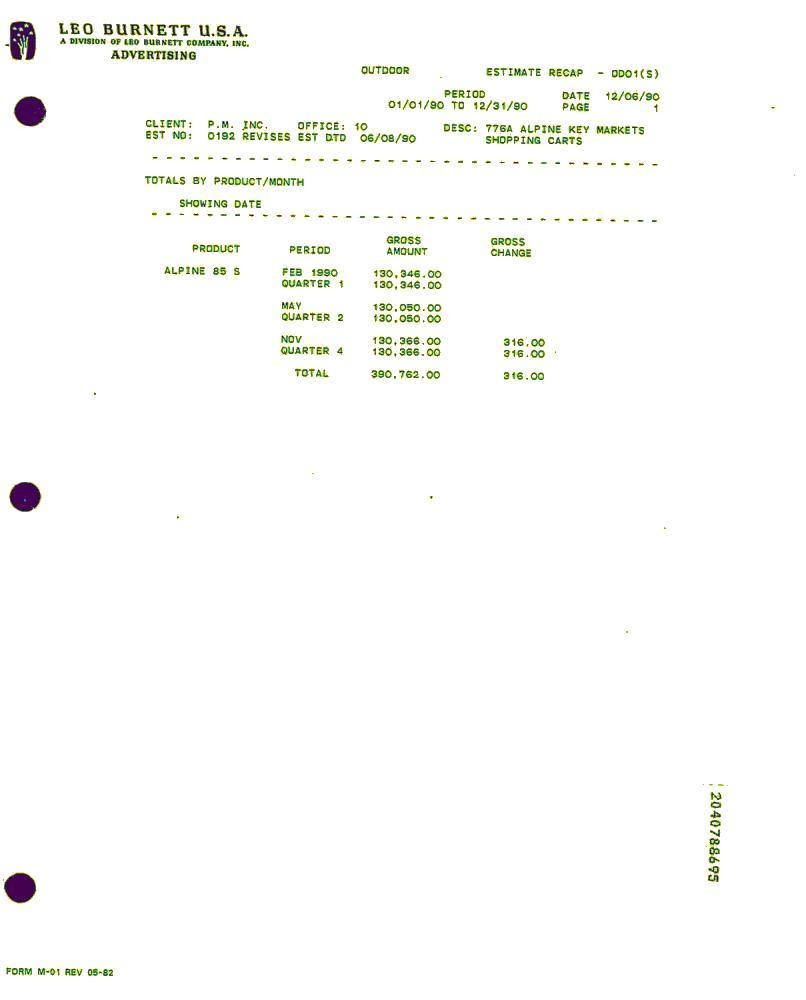 LEO BURNETT U.S.A.
A DIVISION OF LEO BURNETT COMPANY, INC.
ADVERTISING
OUTDOOR ESTIMATE RECAP - OD01(S)
PERIOD DATE 12/06/90
01/01/90 TO 12/31/90 PAGE 1
CLIENT: P.M. INC. OFFICE: 10 DESC: 776A ALPINE KEY MARKETS
EST NO: 0192 REVISES EST DTD 06/08/90 SHOPPING CARTS
TOTALS BY PRODUCT/MONTH
SHOWING DATE
GROSS GROSS
PRODUCT PERIOD AMOUNT CHANGE
ALPINE 85 S FEB 1990 130,346.00
QUARTER 1 130,346.00
MAY 130,050.00
QUARTER 2 130,050.00
NOV 130,366.00 316.00
QUARTER 4 130,366.00 316.00
TOTAL 390,762.00 316.00
2040788695
FORM M-01 REV 05-82